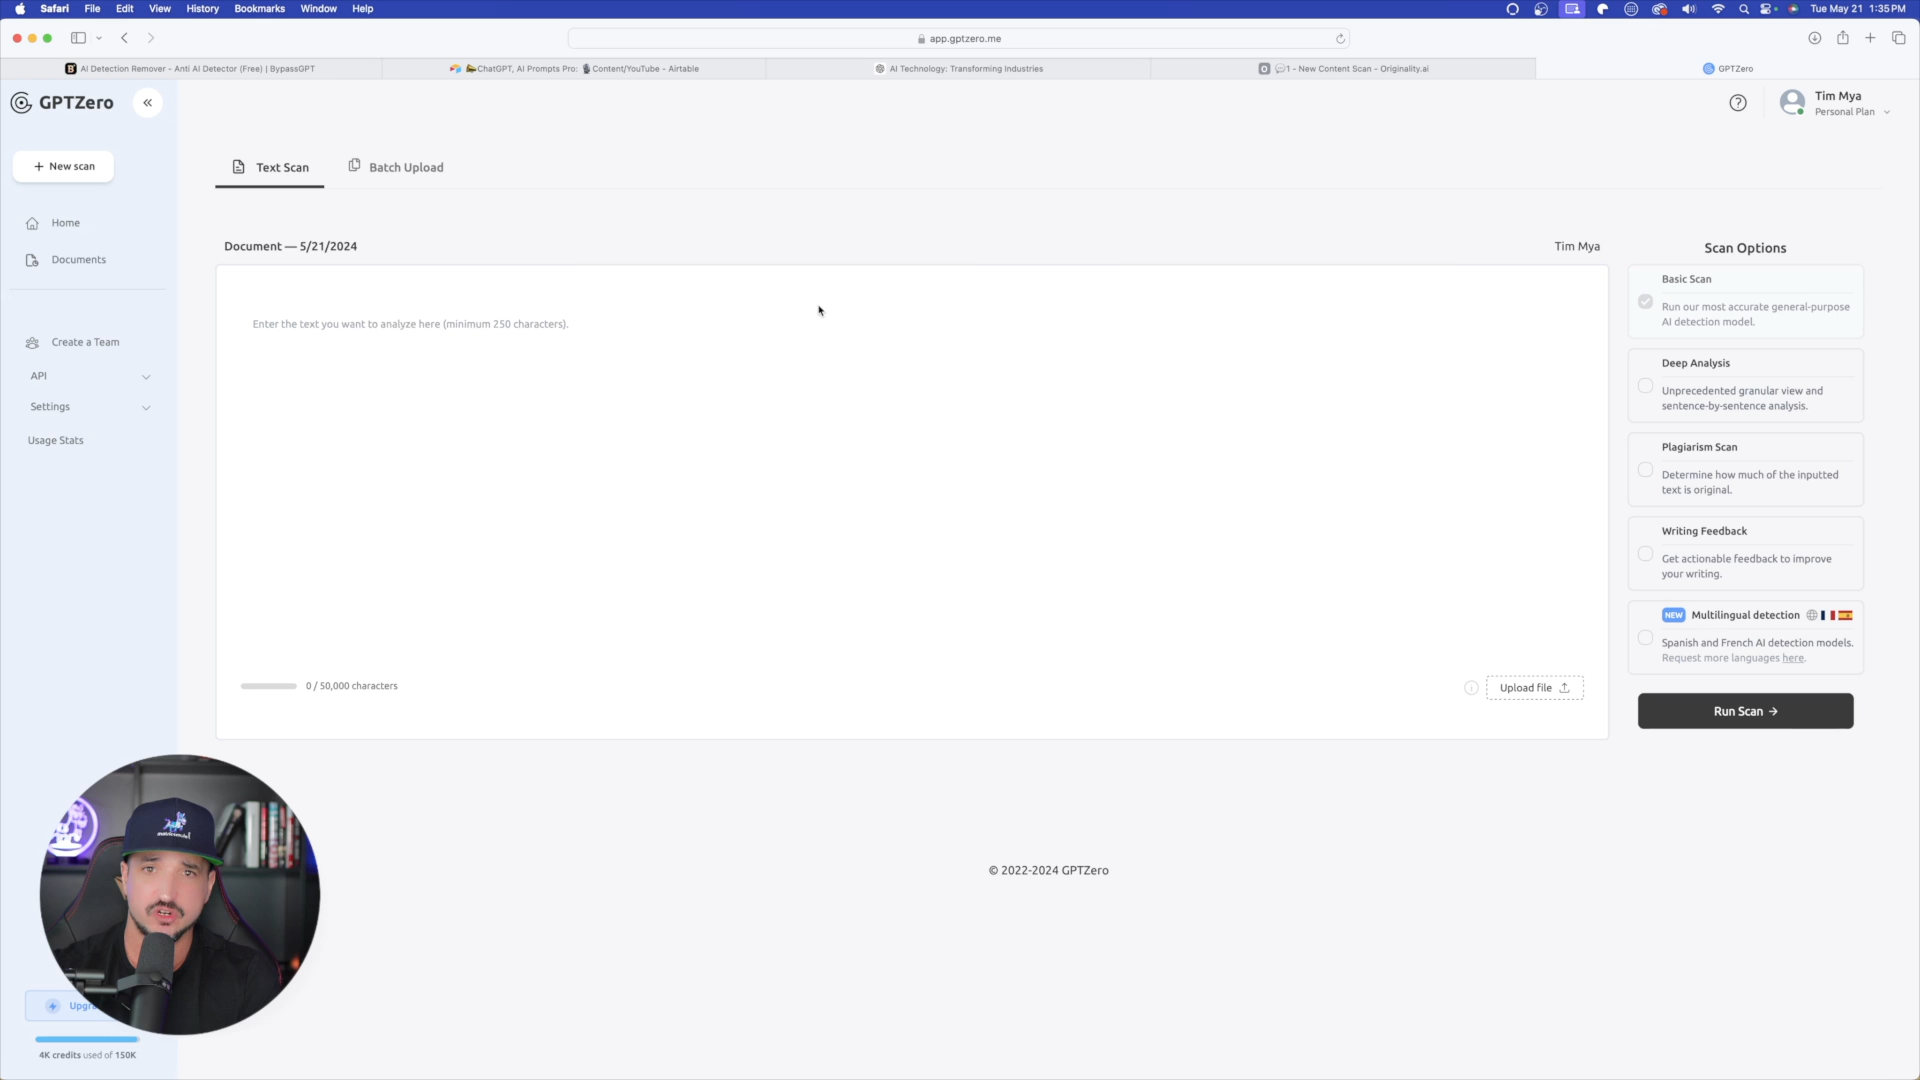 Safari File Edit View History Bookmarks Window Help
Tue May 21 1:35 PM
app.gptzero.me
AI Detection Remover - Anti AI Detector (Free) | BypassGPT
ChatGPT, AI Prompts Pro: Content/YouTube - Airtable
AI Technology: Transforming Industries
1 - New Content Scan - Originality.ai
GPTZero
GPTZero
Tim Mya
Personal Plan
New scan
Home
Documents
Create a Team
API
Settings
Usage Stats
Text Scan
Batch Upload
Document — 5/21/2024
Tim Mya
Enter the text you want to analyze here (minimum 250 characters).
0 / 50,000 characters
Upload file
Scan Options
Basic Scan
Run our most accurate general-purpose
AI detection model.
Deep Analysis
Unprecedented granular view and
sentence-by-sentence analysis.
Plagiarism Scan
Determine how much of the inputted
text is original.
Writing Feedback
Get actionable feedback to improve
your writing.
NEW Multilingual detection
Spanish and French AI detection models.
Request more languages here.
Run Scan →
© 2022-2024 GPTZero
4K credits used of 150K